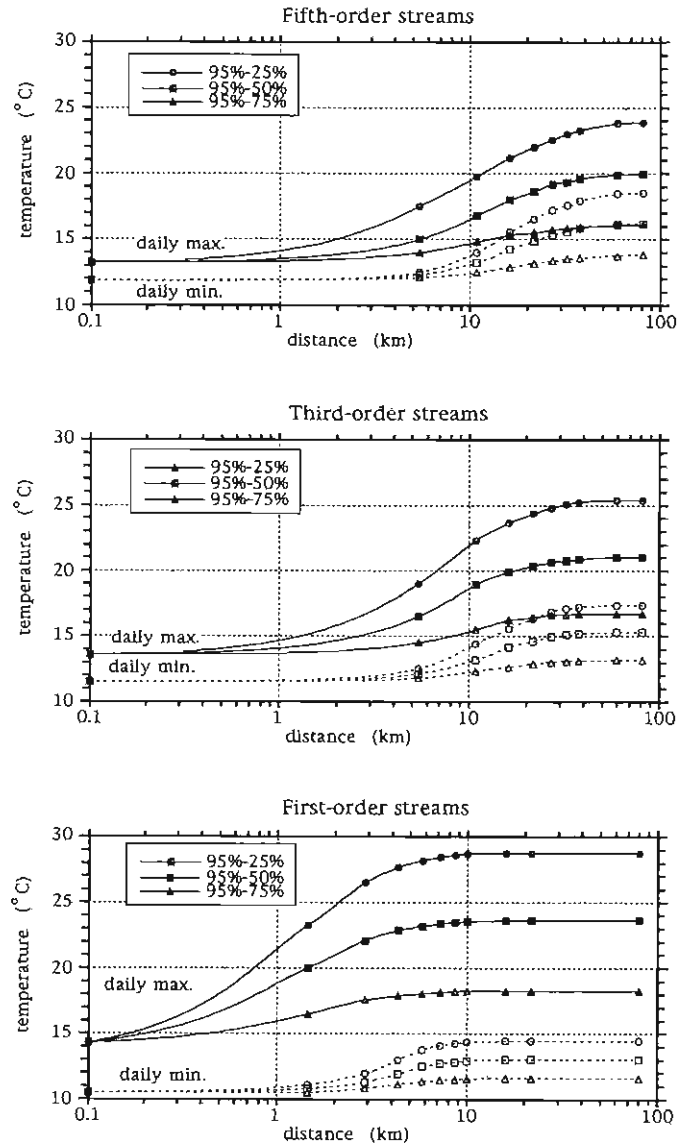 Fifth-order streams
30
25
20
15
10
temperature (°C)
95%-25%
95%-50%
95%-75%
daily max.
daily min.
0.1
1
10
100
distance (km)
Third-order streams
30
25
20
15
10
temperature (°C)
95%-25%
95%-50%
95%-75%
daily max.
daily min.
0.1
1
10
100
distance (km)
First-order streams
30
25
20
15
10
temperature (°C)
95%-25%
95%-50%
95%-75%
daily max.
daily min.
0.1
1
10
100
distance (km)